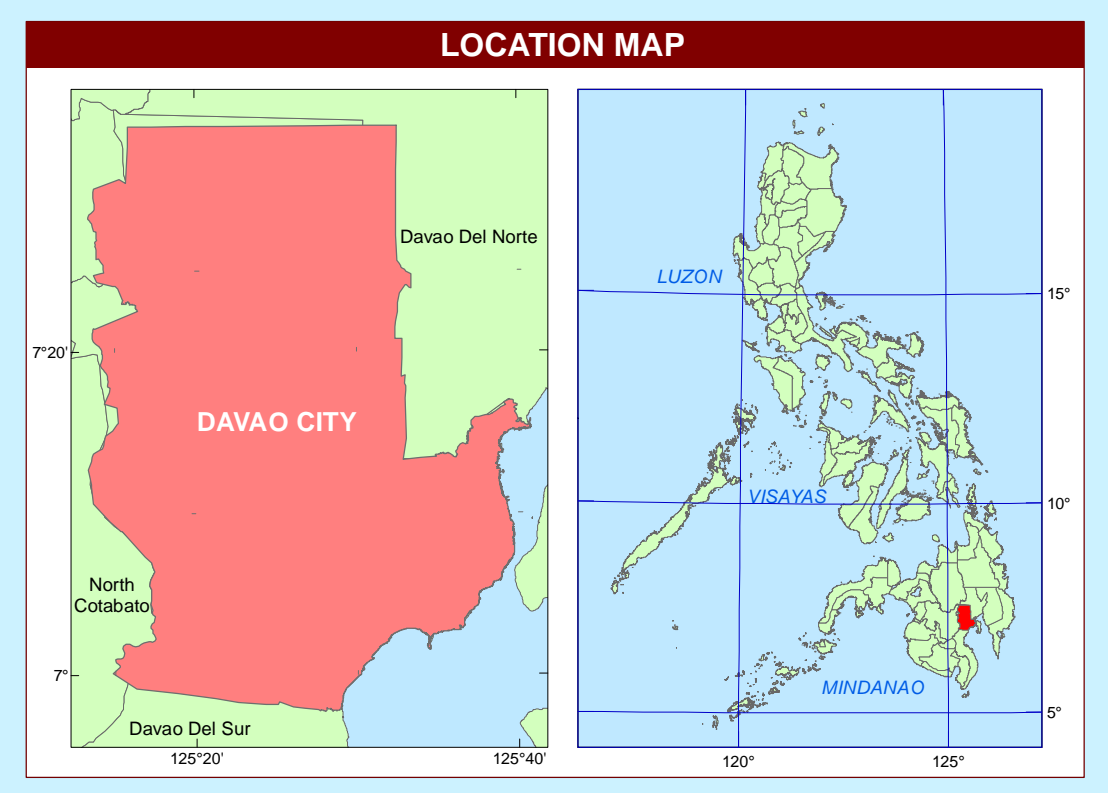 LOCATION MAP
Davao Del Norte
7°20'
DAVAO CITY
North
Cotabato
7°
Davao Del Sur
125°20'
125°40'
LUZON
15°
VISAYAS
10°
MINDANAO
5°
120°
125°